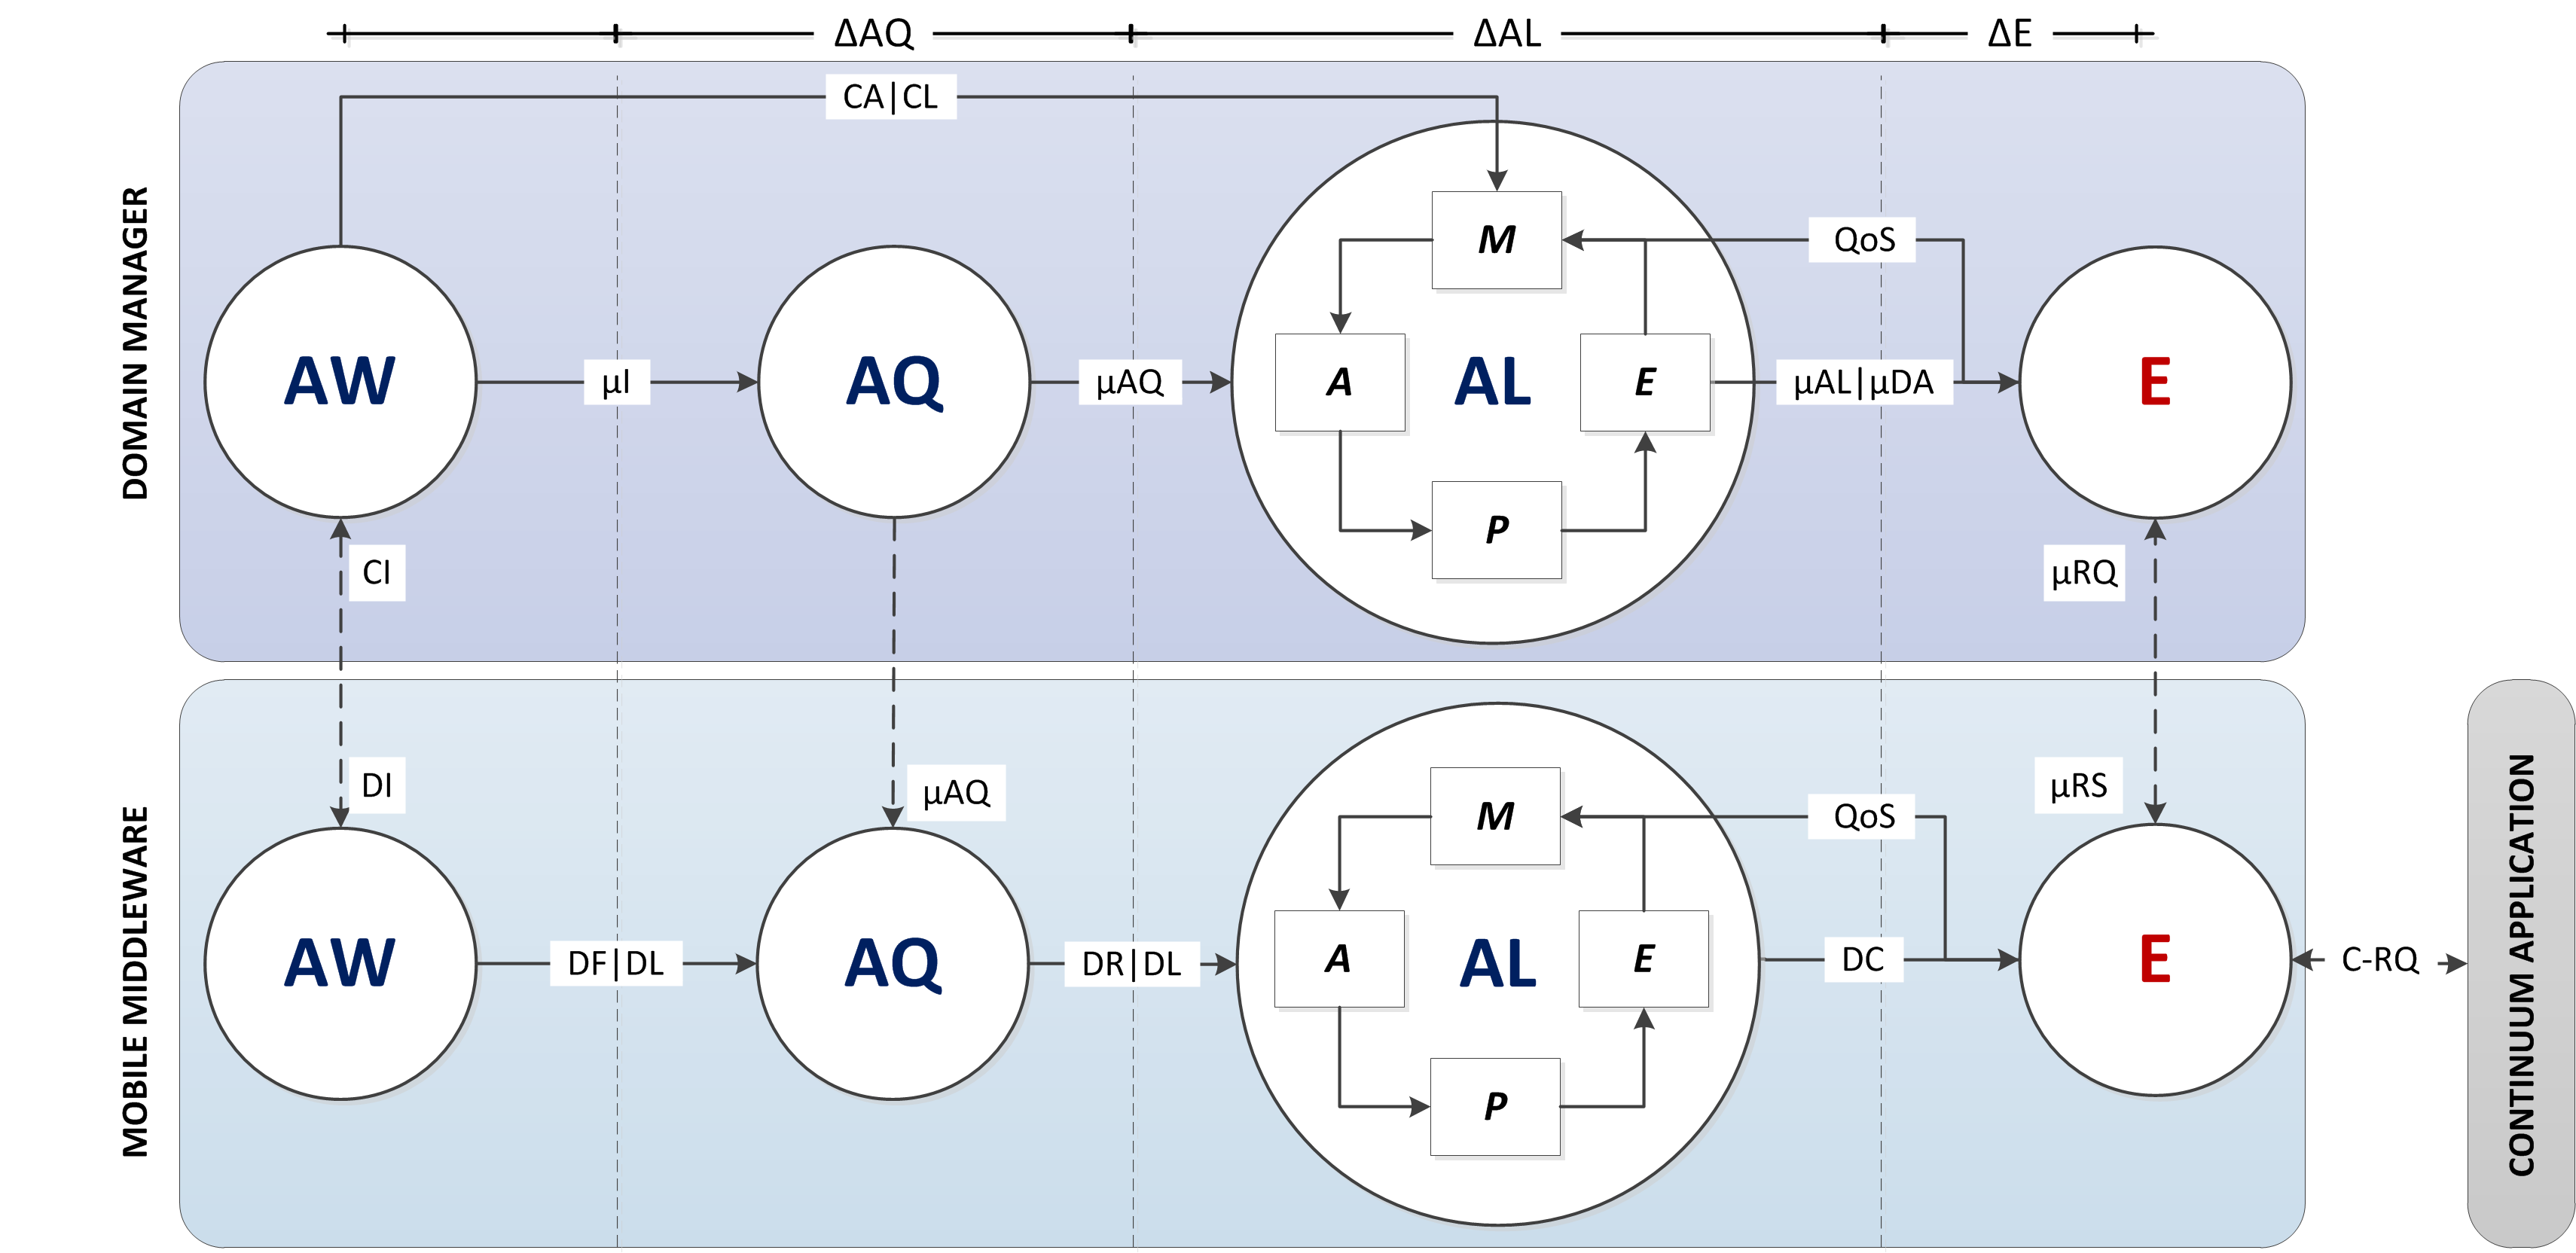 ΔAQ ΔAL ΔE
DOMAIN MANAGER
CA|CL
M
QoS
AW
µI
AQ
µAQ
A
AL
E
µAL|µDA
E
P
CI
µRQ
MOBILE MIDDLEWARE
DI
µAQ
µRS
M
QoS
AW
DF|DL
AQ
DR|DL
A
AL
E
DC
E
C-RQ
P
CONTINUUM APPLICATION